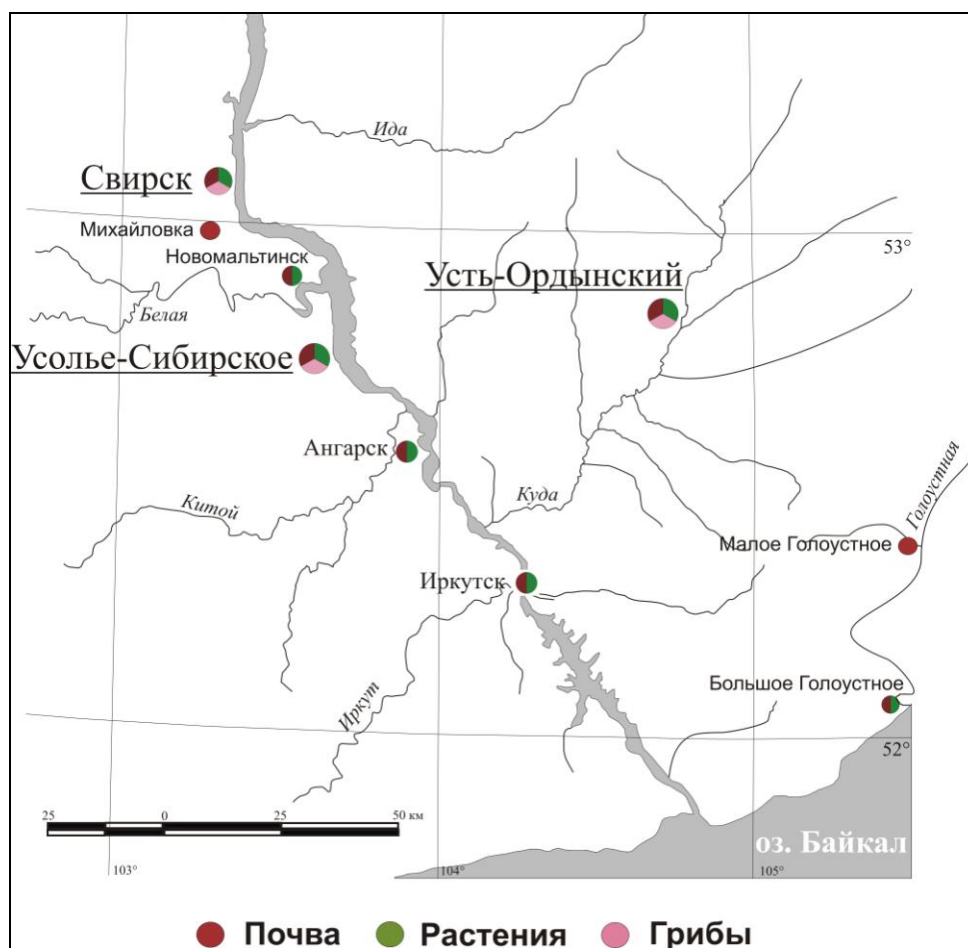 Ида
Свирск
Михайловка
53°
Новомальтинск
Усть-Ордынский
Белая
Усолье-Сибирское
Ангарск
Голоустная
Китой
Куда
Малое Голоустное
Иркутск
Большое Голоустное
Иркут
52°
25 0 25 50 км
оз. Байкал
103° 104° 105°
Почва Растения Грибы